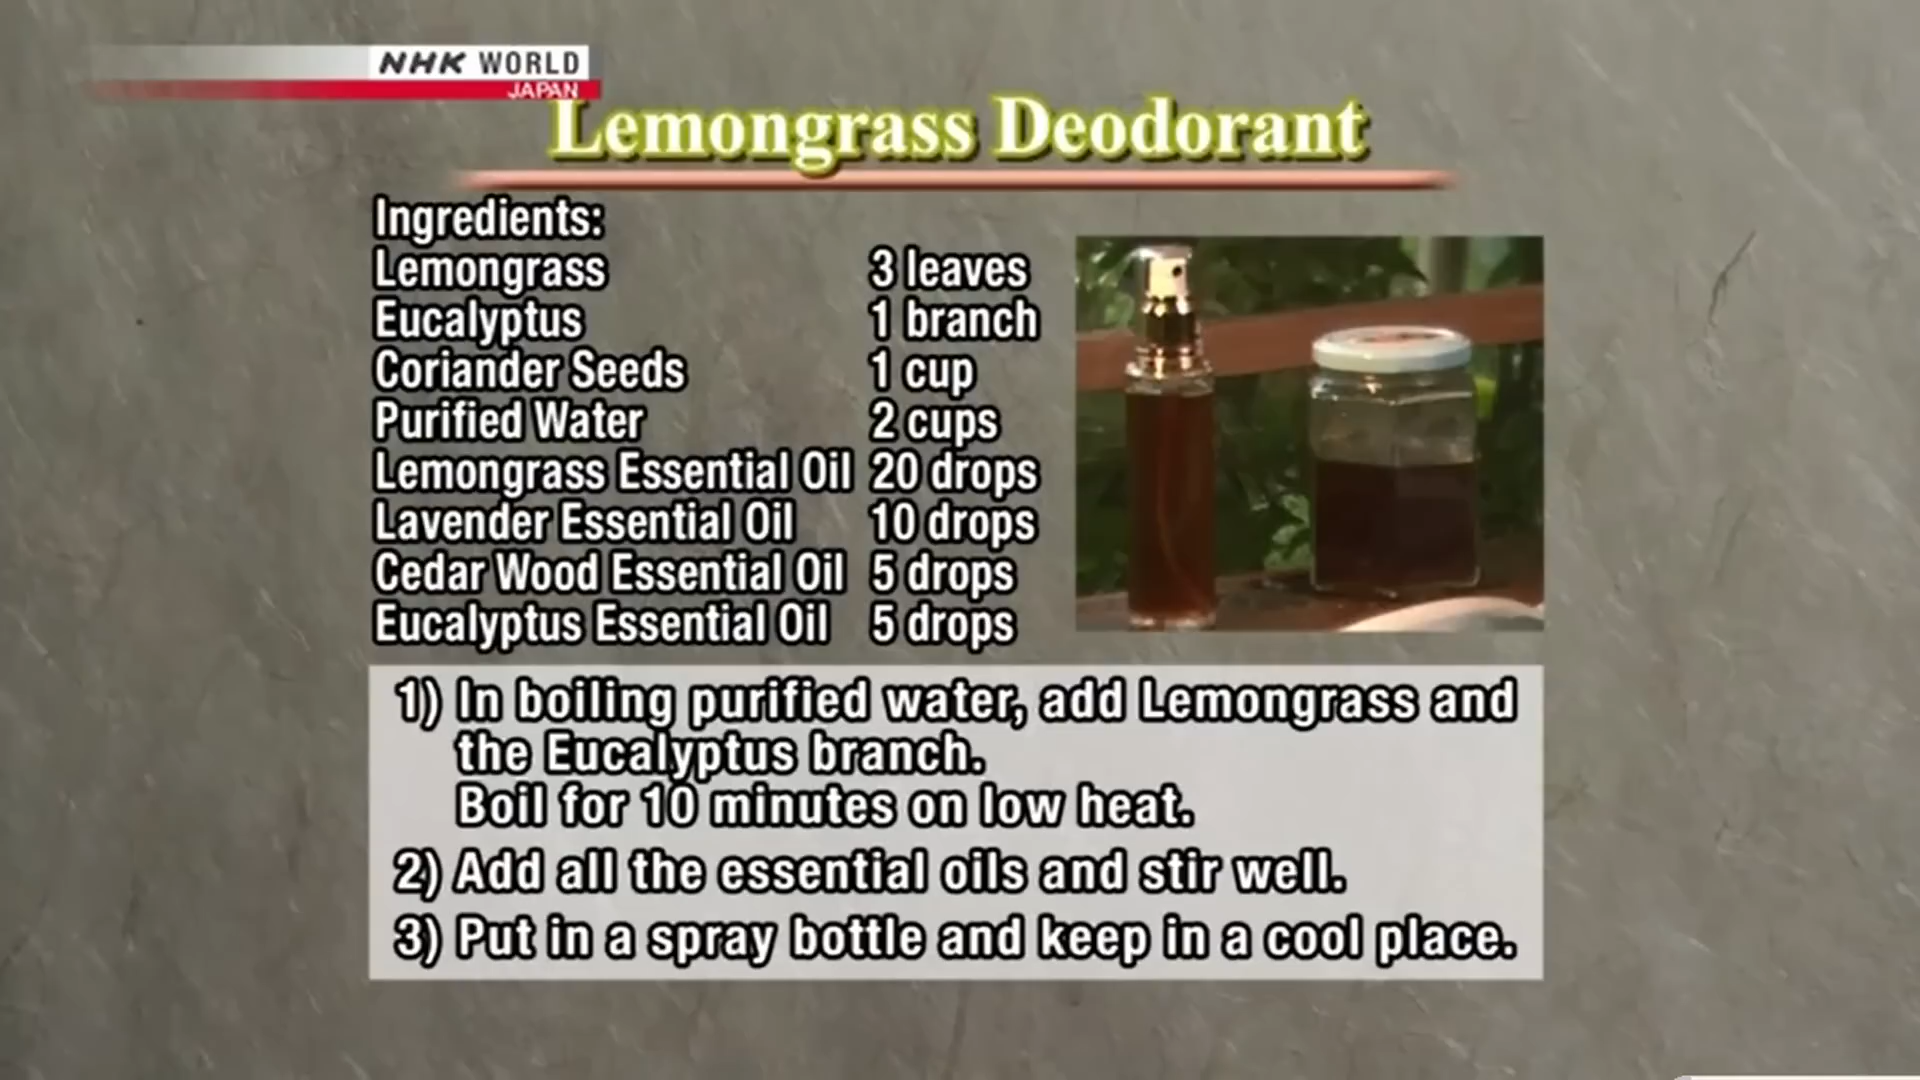 NHK WORLD
JAPAN
Lemongrass Deodorant
Ingredients:
Lemongrass 3 leaves
Eucalyptus 1 branch
Coriander Seeds 1 cup
Purified Water 2 cups
Lemongrass Essential Oil 20 drops
Lavender Essential Oil 10 drops
Cedar Wood Essential Oil 5 drops
Eucalyptus Essential Oil 5 drops
1) In boiling purified water, add Lemongrass and
the Eucalyptus branch.
Boil for 10 minutes on low heat.
2) Add all the essential oils and stir well.
3) Put in a spray bottle and keep in a cool place.